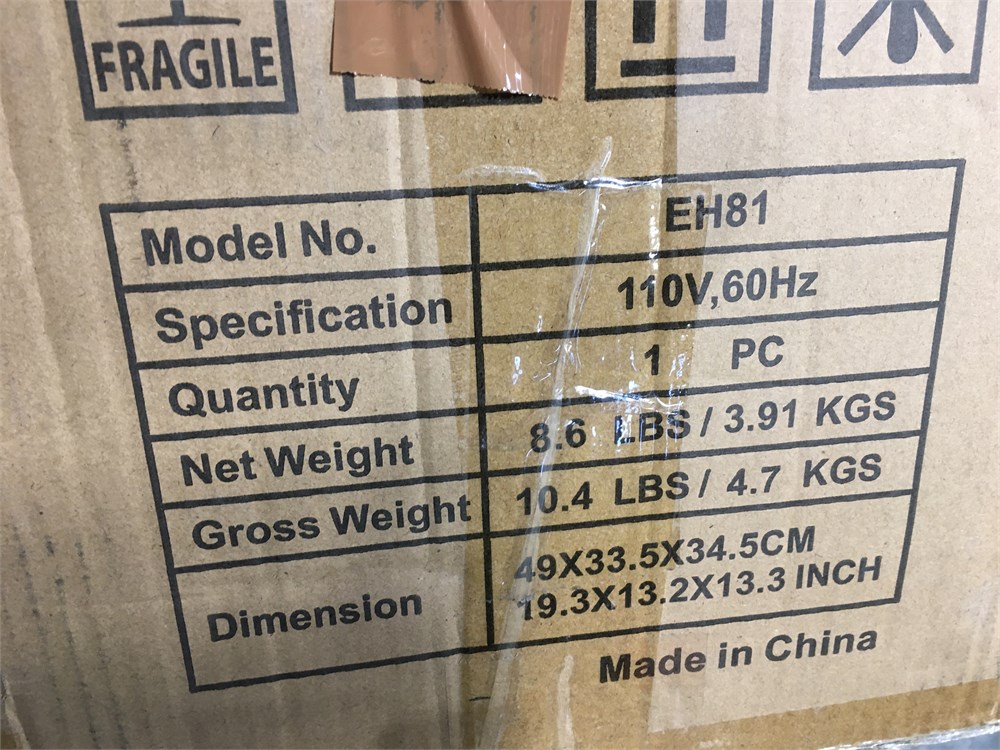 FRAGILE
Model No. EH81
Specification 110V,60Hz
Quantity 1 PC
Net Weight 8.6 LBS / 3.91 KGS
Gross Weight 10.4 LBS / 4.7 KGS
Dimension 49X33.5X34.5CM
19.3X13.2X13.3 INCH
Made in China